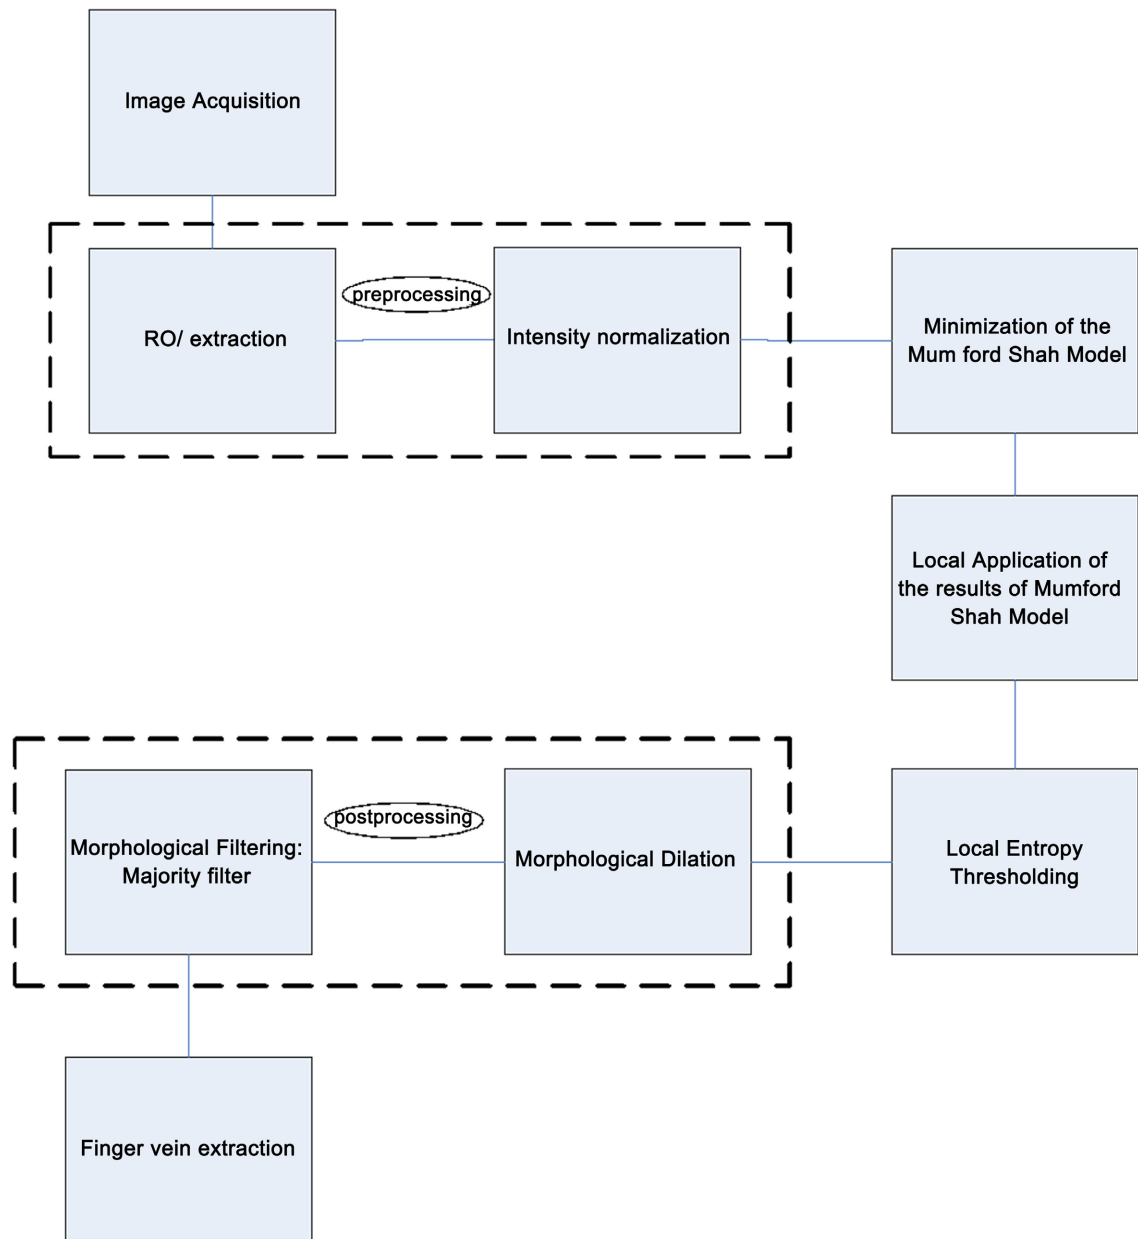 Image Acquisition
preprocessing
RO/ extraction
Intensity normalization
Minimization of the
Mum ford Shah Model
Local Application of
the results of Mumford
Shah Model
Local Entropy
Thresholding
postprocessing
Morphological Dilation
Morphological Filtering:
Majority filter
Finger vein extraction